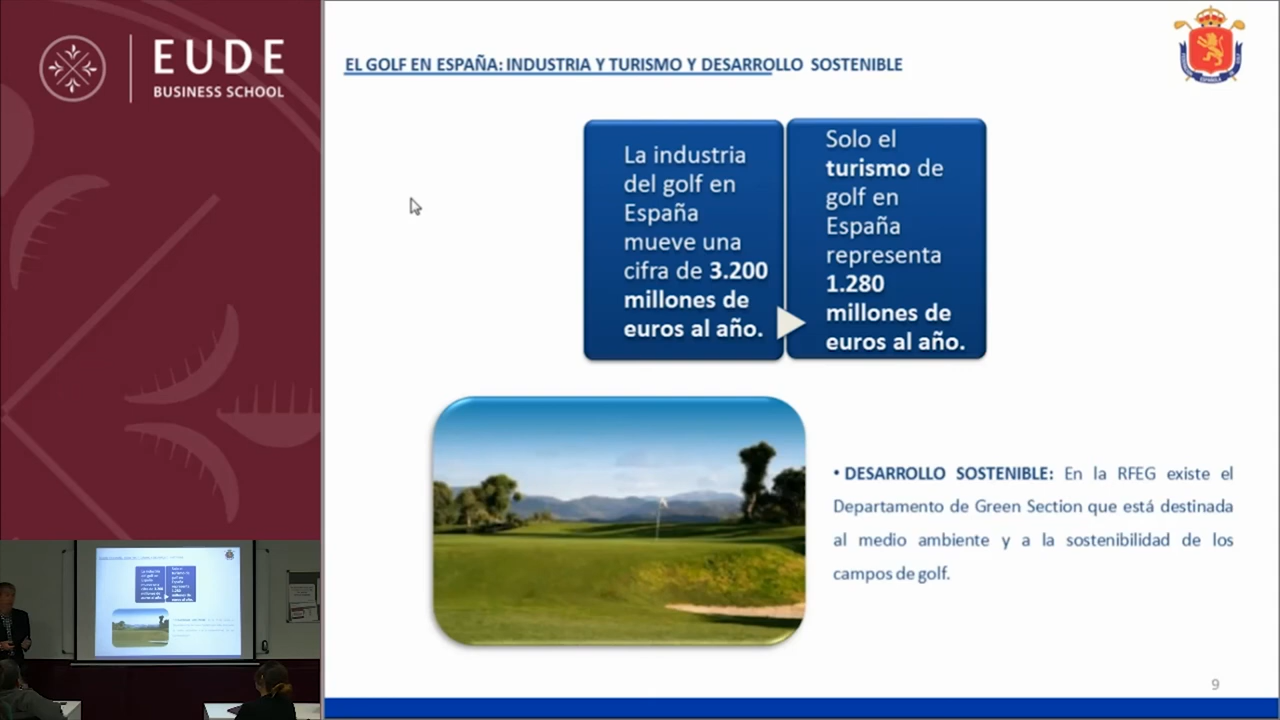 EUDE
BUSINESS SCHOOL
EL GOLF EN ESPAÑA: INDUSTRIA Y TURISMO Y DESARROLLO SOSTENIBLE
La industria
del golf en
España
mueve una
cifra de 3.200
millones de
euros al año.
Solo el
turismo de
golf en
España
representa
1.280
millones de
euros al año.
• DESARROLLO SOSTENIBLE: En la RFEG existe el
Departamento de Green Section que está destinada
al medio ambiente y a la sostenibilidad de los
campos de golf.
9